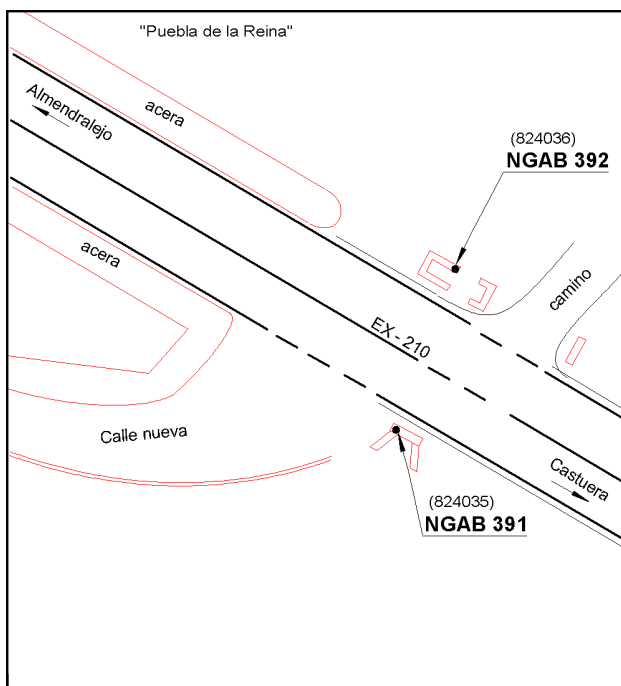 "Puebla de la Reina"
Almendralejo
acera
(824036)
NGAB 392
acera
camino
EX - 210
Calle nueva
Castuera
(824035)
NGAB 391